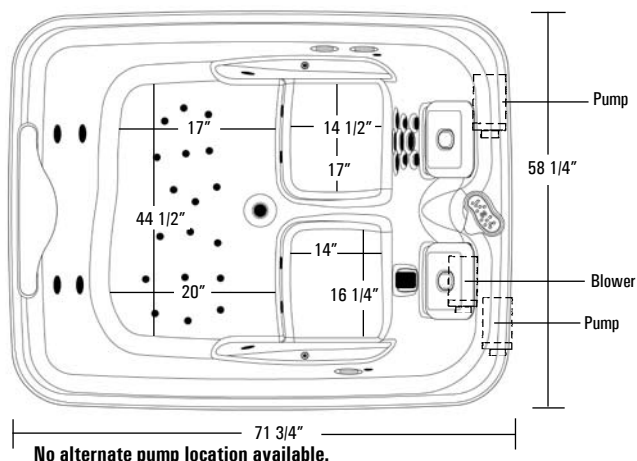 Pump
17”
14 1/2”
17”
58 1/4”
44 1/2”
14”
20”
16 1/4”
Blower
Pump
71 3/4”
No alternate pump location available.